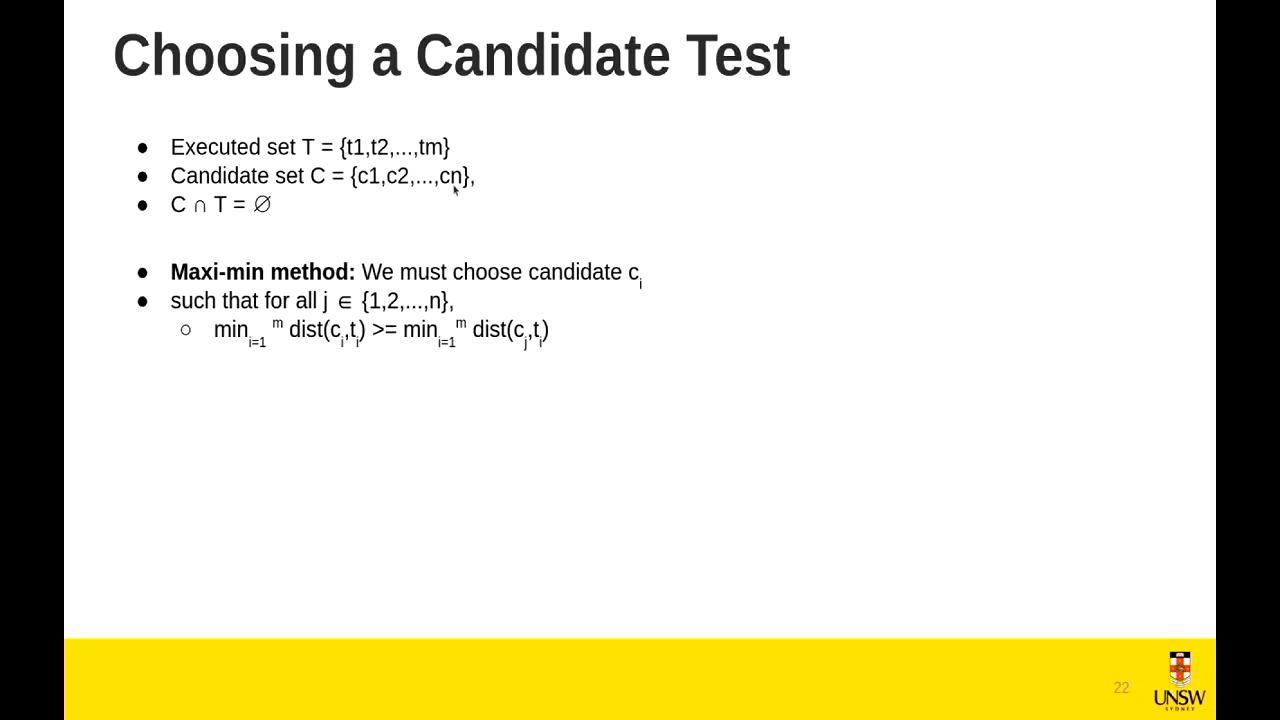 Choosing a Candidate Test
● Executed set T = {t1,t2,...,tm}
● Candidate set C = {c1,c2,...,cn},
● C ∩ T = ∅
● Maxi-min method: We must choose candidate cᵢ
● such that for all j ∈ {1,2,...,n},
○ minᵢ₌₁ ᵐ dist(cᵢ,tᵢ) >= minᵢ₌₁ᵐ dist(cⱼ,tᵢ)
22
UNSW
SYDNEY